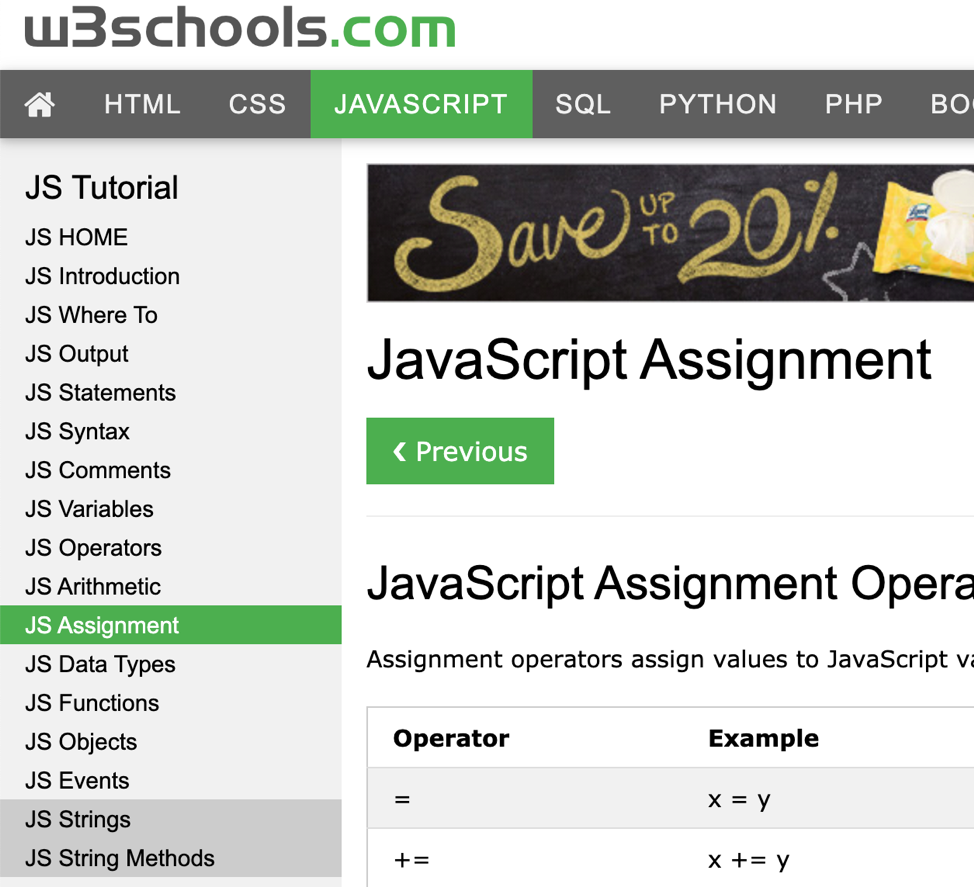 w3schools.com
HTML CSS JAVASCRIPT SQL PYTHON PHP BO
JS Tutorial
JS HOME
JS Introduction
JS Where To
JS Output
JS Statements
JS Syntax
JS Comments
JS Variables
JS Operators
JS Arithmetic
JS Assignment
JS Data Types
JS Functions
JS Objects
JS Events
JS Strings
JS String Methods
Save UP TO 20%
JavaScript Assignment
❮ Previous
JavaScript Assignment Opera
Assignment operators assign values to JavaScript va
Operator Example
= x = y
+= x += y